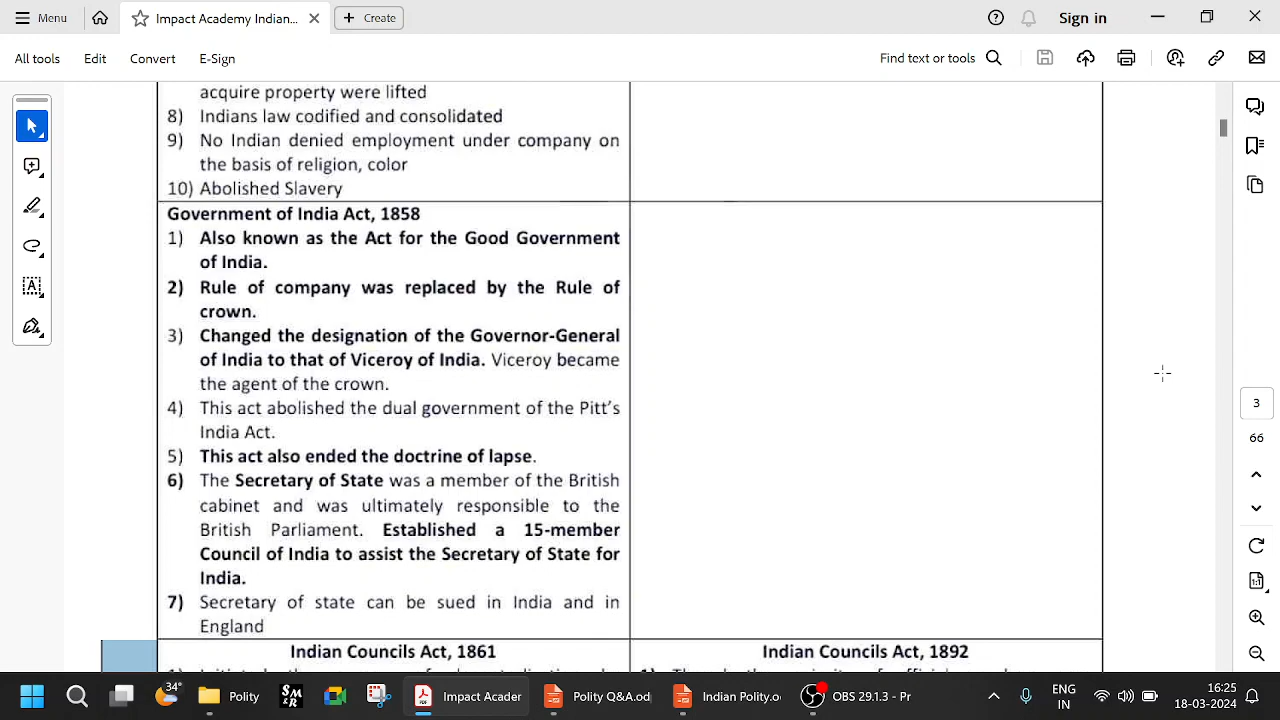 Menu
Impact Academy Indian...
Create
Sign in
All tools
Edit
Convert
E-Sign
Find text or tools
acquire property were lifted
8) Indians law codified and consolidated
9) No Indian denied employment under company on
the basis of religion, color
10) Abolished Slavery
Government of India Act, 1858
1) Also known as the Act for the Good Government
of India.
2) Rule of company was replaced by the Rule of
crown.
3) Changed the designation of the Governor-General
of India to that of Viceroy of India. Viceroy became
the agent of the crown.
4) This act abolished the dual government of the Pitt's
India Act.
5) This act also ended the doctrine of lapse.
6) The Secretary of State was a member of the British
cabinet and was ultimately responsible to the
British Parliament. Established a 15-member
Council of India to assist the Secretary of State for
India.
7) Secretary of state can be sued in India and in
England
Indian Councils Act, 1861
Indian Councils Act, 1892
3
66
34°
Polity
SM&R
Impact Acader
Polity Q&A.od
Indian Polity.o
OBS 29.1.3 - Pr
ENG
IN
16:25
18-03-2024